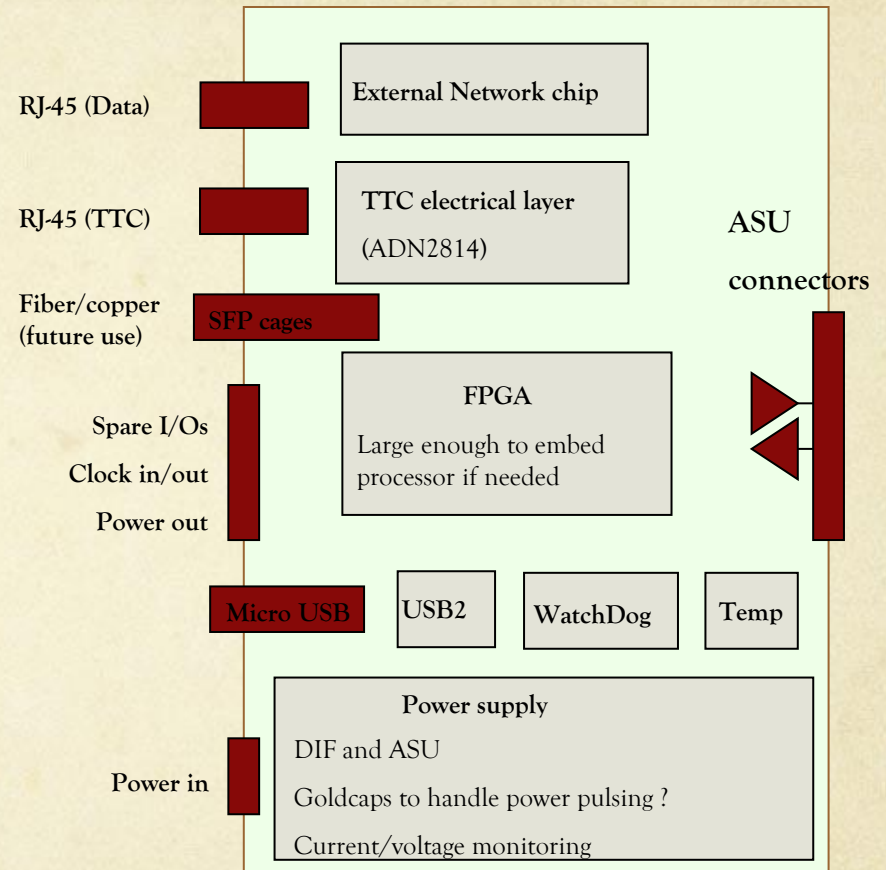 RJ-45 (Data)
External Network chip
RJ-45 (TTC)
TTC electrical layer
(ADN2814)
ASU
connectors
Fiber/copper
(future use)
SFP cages
FPGA
Large enough to embed
processor if needed
Spare I/Os
Clock in/out
Power out
Micro USB
USB2
WatchDog
Temp
Power supply
DIF and ASU
Goldcaps to handle power pulsing ?
Current/voltage monitoring
Power in